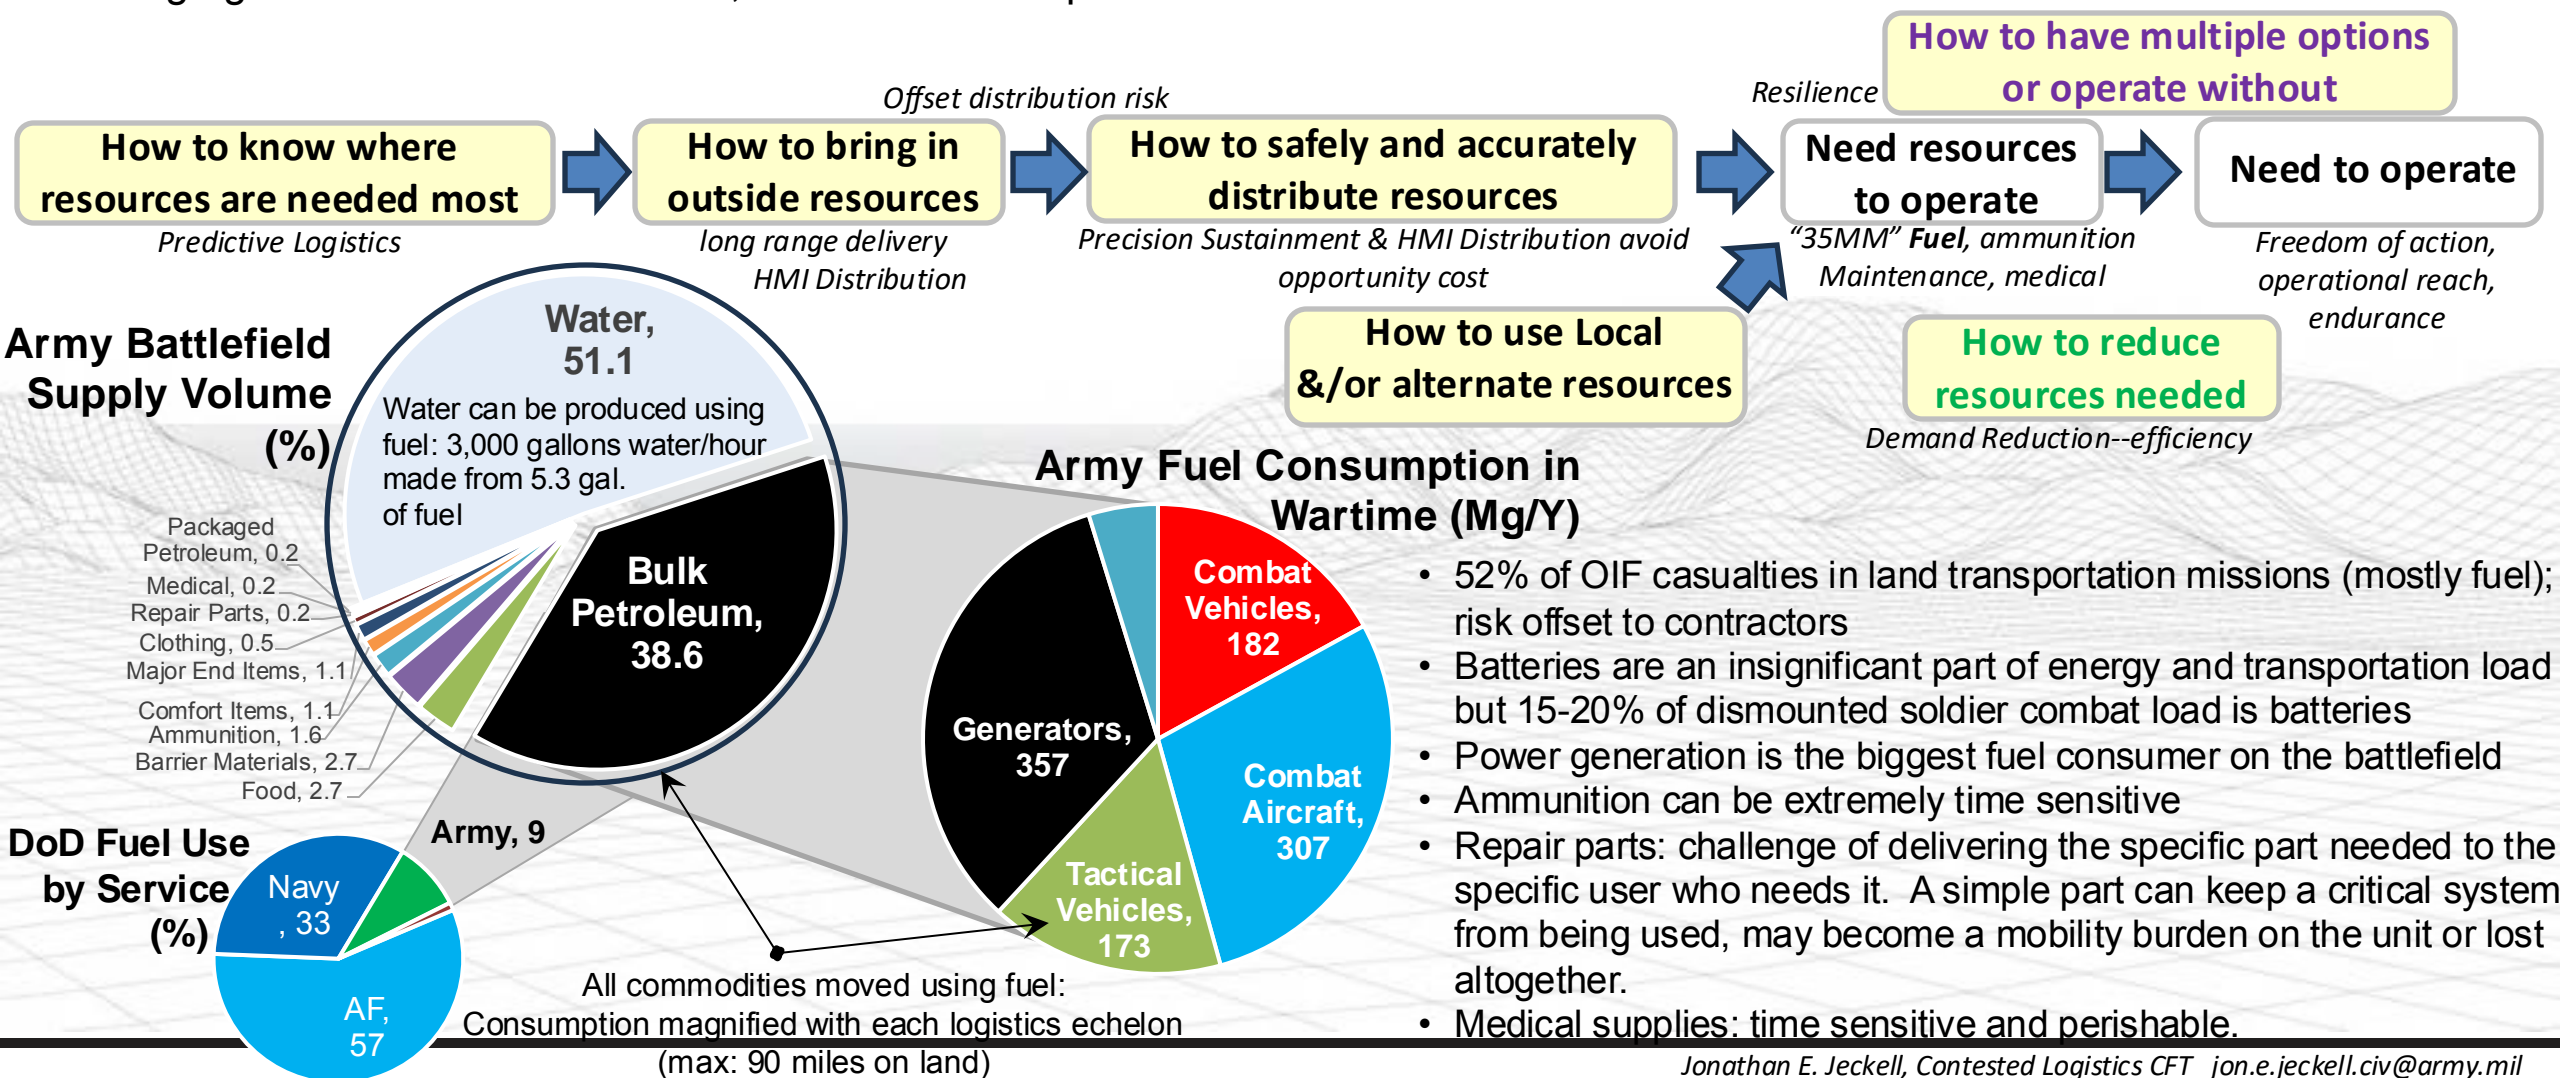 How to have multiple options
or operate without
Offset distribution risk
Resilience
How to know where
resources are needed most
How to bring in
outside resources
How to safely and accurately
distribute resources
Need resources
to operate
Need to operate
Predictive Logistics
long range delivery
HMI Distribution
Precision Sustainment & HMI Distribution avoid
opportunity cost
“35MM” Fuel, ammunition
Maintenance, medical
Freedom of action,
operational reach,
endurance
How to use Local
&/or alternate resources
How to reduce
resources needed
Demand Reduction--efficiency
Army Battlefield
Supply Volume
(%)
Water,
51.1
Water can be produced using
fuel: 3,000 gallons water/hour
made from 5.3 gal.
of fuel
Bulk
Petroleum,
38.6
Packaged
Petroleum, 0.2
Medical, 0.2
Repair Parts, 0.2
Clothing, 0.5
Major End Items, 1.1
Comfort Items, 1.1
Ammunition, 1.6
Barrier Materials, 2.7
Food, 2.7
Army Fuel Consumption in
Wartime (Mg/Y)
Combat
Vehicles,
182
Combat
Aircraft,
307
Tactical
Vehicles,
173
Generators,
357
DoD Fuel Use
by Service
(%)
Army, 9
Navy
, 33
AF,
57
All commodities moved using fuel:
Consumption magnified with each logistics echelon
(max: 90 miles on land)
• 52% of OIF casualties in land transportation missions (mostly fuel);
risk offset to contractors
• Batteries are an insignificant part of energy and transportation load
but 15-20% of dismounted soldier combat load is batteries
• Power generation is the biggest fuel consumer on the battlefield
• Ammunition can be extremely time sensitive
• Repair parts: challenge of delivering the specific part needed to the
specific user who needs it.  A simple part can keep a critical system
from being used, may become a mobility burden on the unit or lost
altogether.
• Medical supplies: time sensitive and perishable.
Jonathan E. Jeckell, Contested Logistics CFT   jon.e.jeckell.civ@army.mil